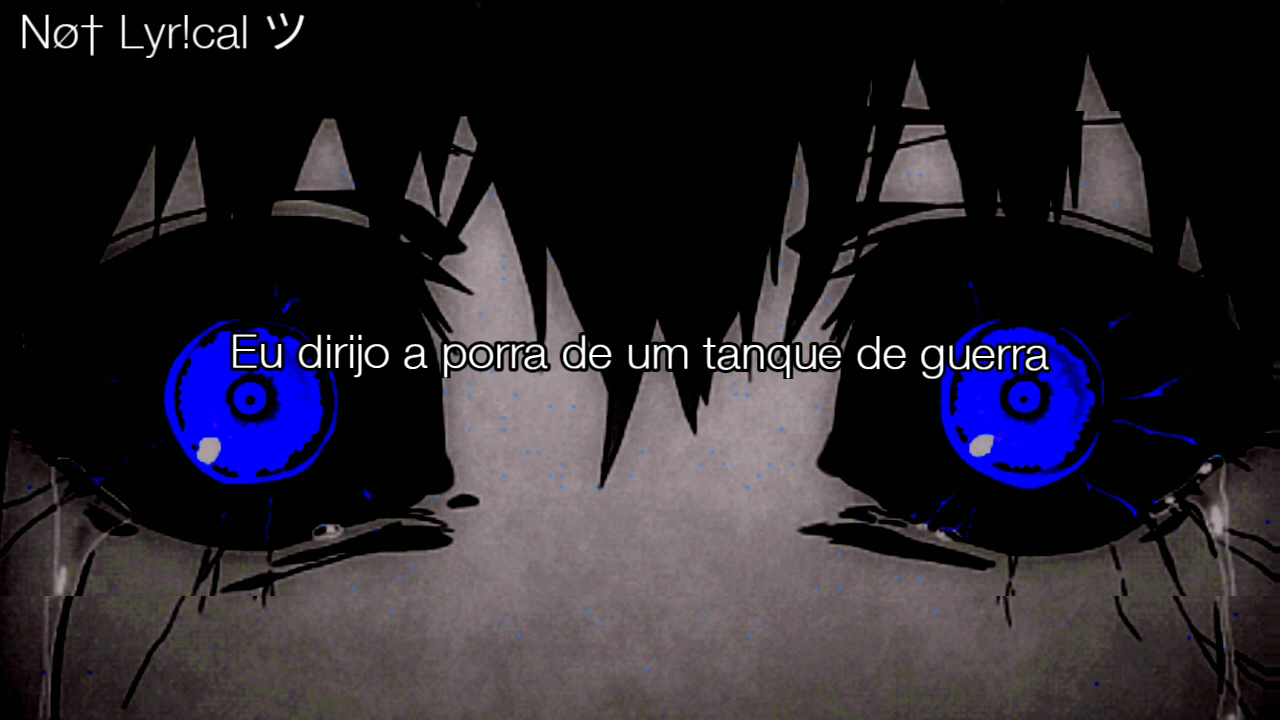 Nø† Lyr!cal ツ
Eu dirijo a porra de um tanque de guerra